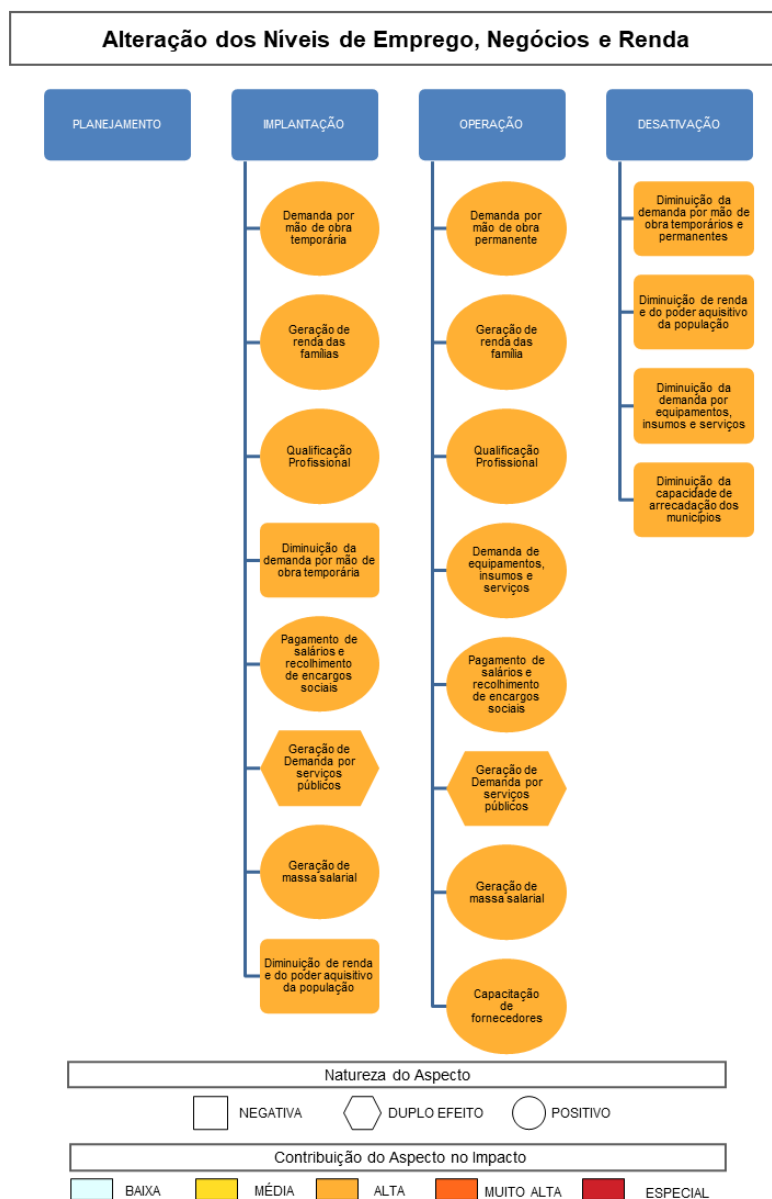 Alteração dos Níveis de Emprego, Negócios e Renda
PLANEJAMENTO
IMPLANTAÇÃO
Demanda por
mão de obra
temporária
Geração de
renda das
famílias
Qualificação
Profissional
Diminuição da
demanda por mão de
obra temporária
Pagamento de
salários e
recolhimento de
encargos
sociais
Geração de
Demanda por
serviços
públicos
Geração de
massa salarial
Diminuição de renda
e do poder aquisitivo
da população
OPERAÇÃO
Demanda por
mão de obra
permanente
Geração de
renda das
família
Qualificação
Profissional
Demanda de
equipamentos,
insumos e
serviços
Pagamento de
salários e
recolhimento de
encargos
sociais
Geração de
Demanda por
serviços
públicos
Geração de
massa salarial
Capacitação
de
fornecedores
DESATIVAÇÃO
Diminuição da
demanda por mão de
obra temporários e
permanentes
Diminuição de renda
e do poder aquisitivo
da população
Diminuição da
demanda por
equipamentos,
insumos e serviços
Diminuição da
capacidade de
arrecadação dos
municípios
Natureza do Aspecto
NEGATIVA DUPLO EFEITO POSITIVO
Contribuição do Aspecto no Impacto
BAIXA MÉDIA ALTA MUITO ALTA ESPECIAL